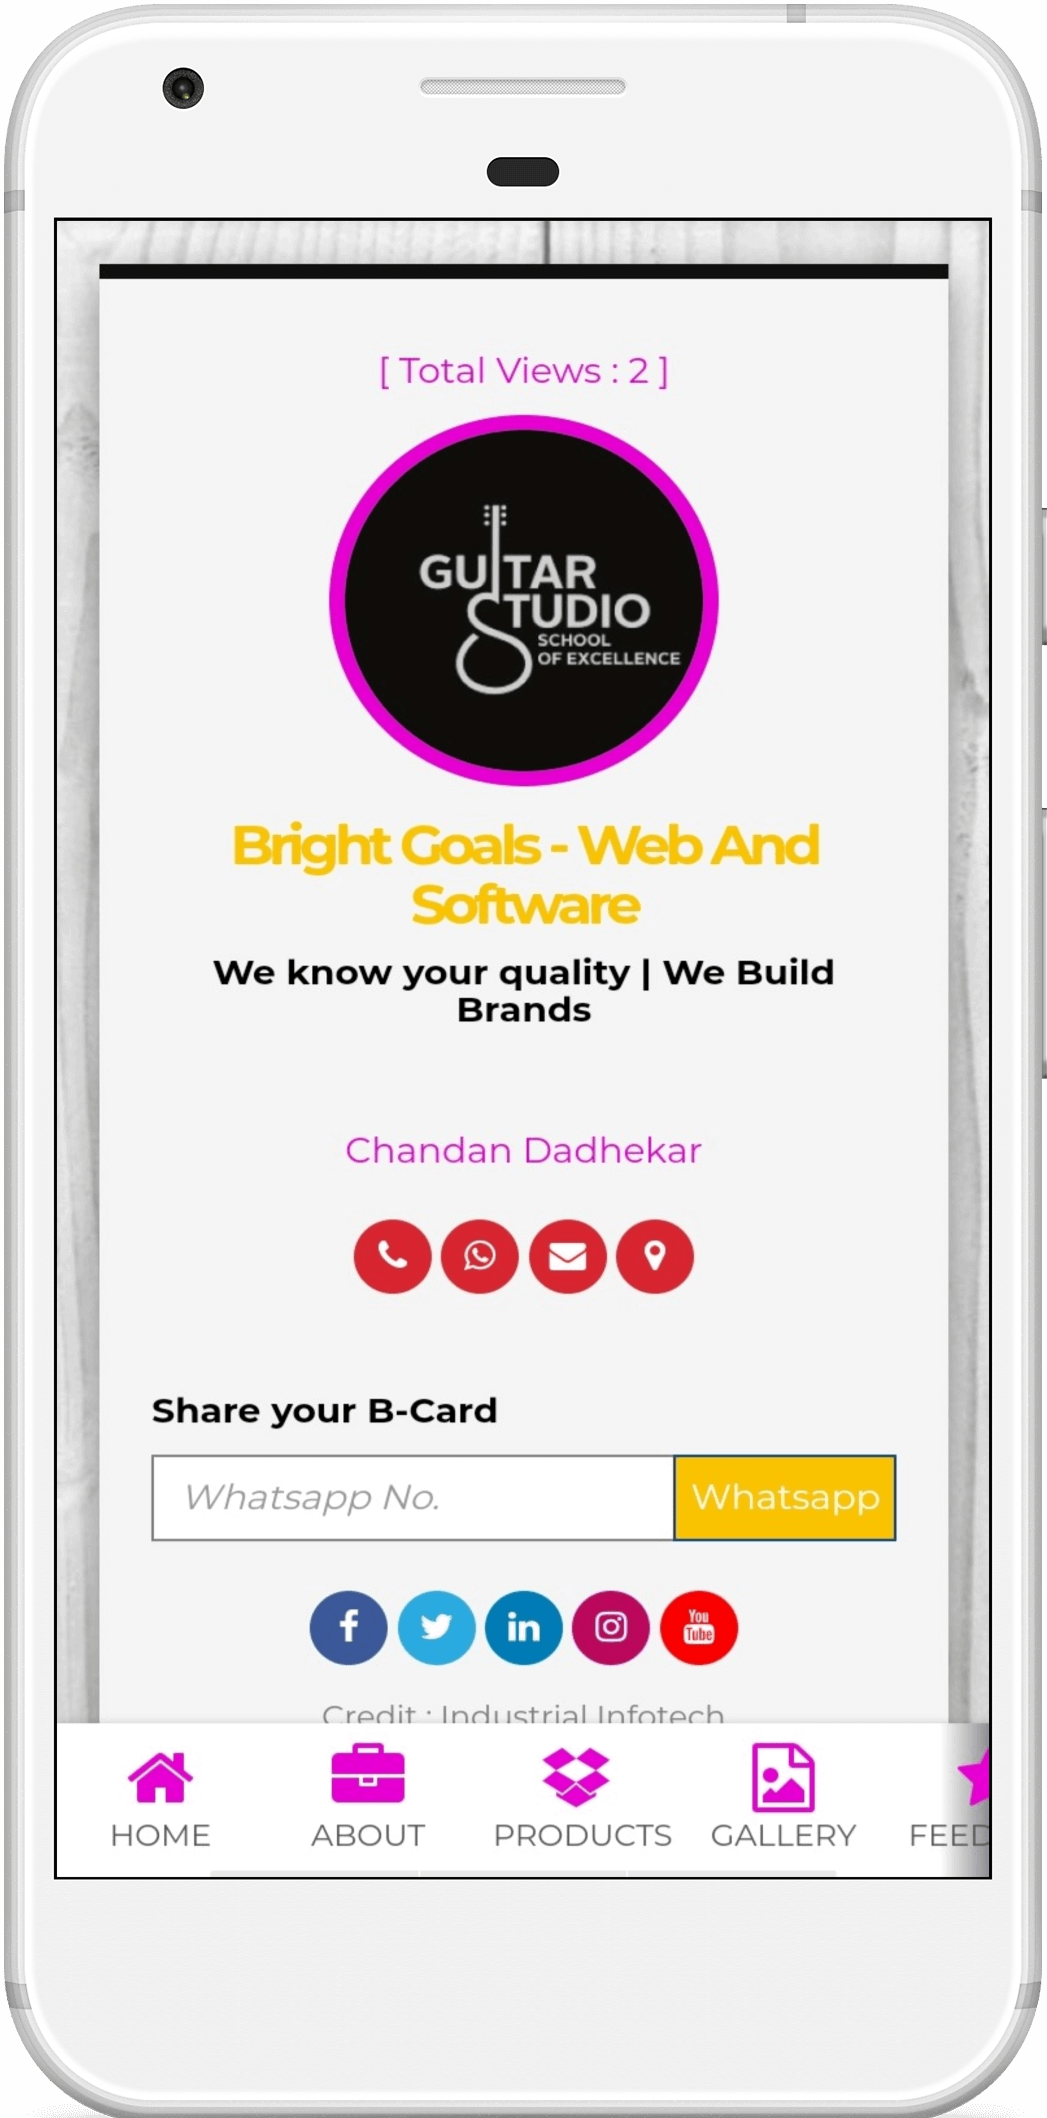 [ Total Views : 2 ]
GUITAR
STUDIO
SCHOOL
OF EXCELLENCE
Bright Goals - Web And
Software
We know your quality | We Build
Brands
Chandan Dadhekar
Share your B-Card
Whatsapp No. Whatsapp
You
Tube
Credit : Industrial Infotech
HOME ABOUT PRODUCTS GALLERY FEED